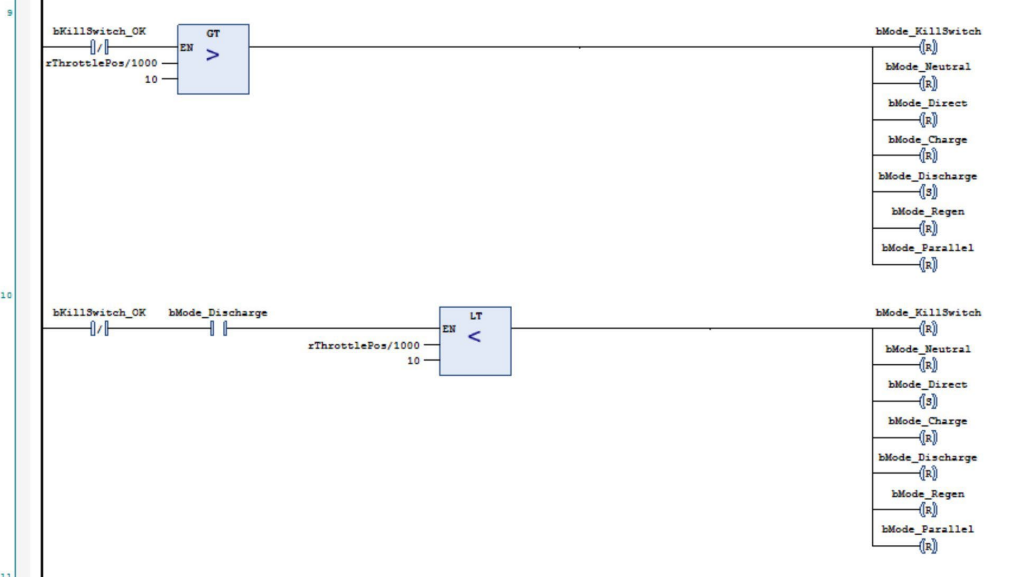 9
bKillSwitch_OK
GT
bMode_KillSwitch
/
EN
>
(R)
rThrottlePos/1000
10
bMode_Neutral
(R)
bMode_Direct
(R)
bMode_Charge
(R)
bMode_Discharge
(S)
bMode_Regen
(R)
bMode_Parallel
(R)
10
bKillSwitch_OK
bMode_Discharge
LT
bMode_KillSwitch
/
EN
<
(R)
rThrottlePos/1000
10
bMode_Neutral
(R)
bMode_Direct
(S)
bMode_Charge
(R)
bMode_Discharge
(R)
bMode_Regen
(R)
bMode_Parallel
(R)
11